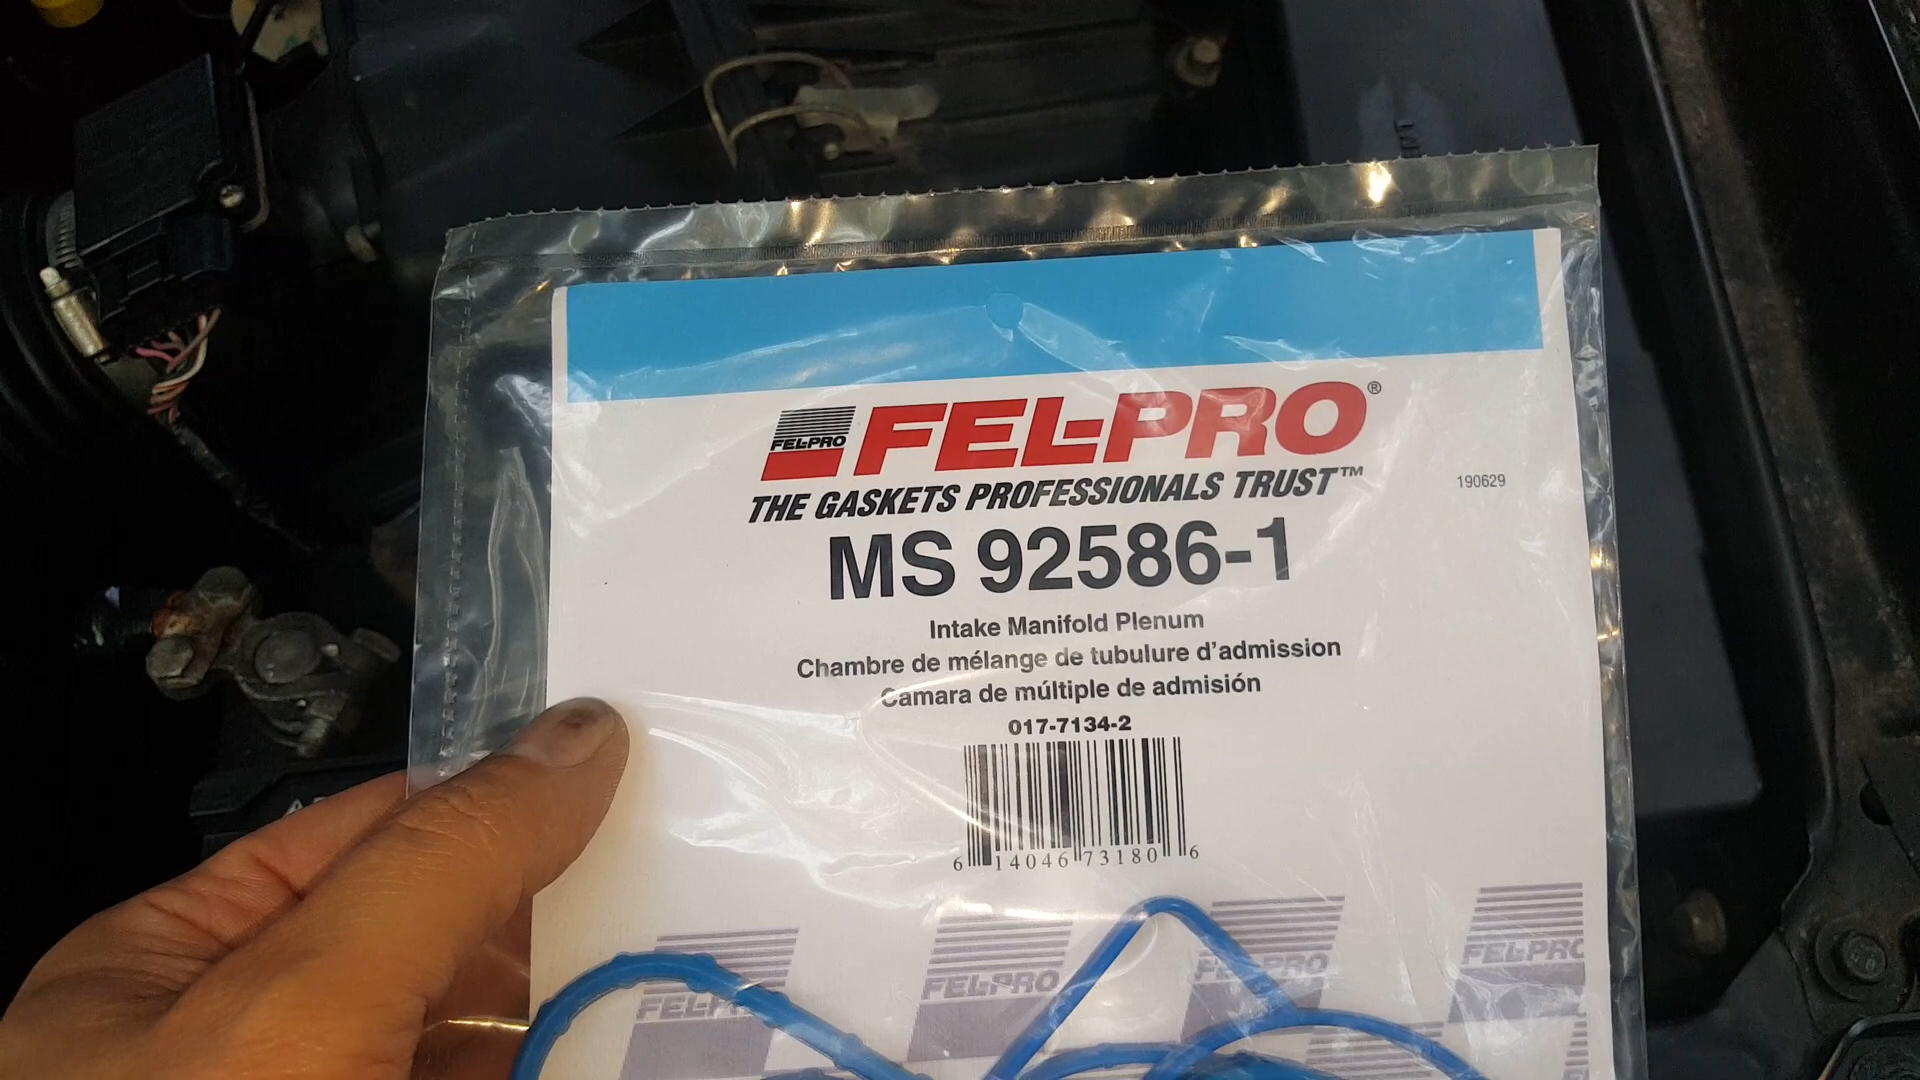 FEL-PRO
FEL-PRO®
THE GASKETS PROFESSIONALS TRUST™
190629
MS 92586-1
Intake Manifold Plenum
Chambre de mélange de tubulure d'admission
Camara de múltiple de admisión
017-7134-2
6 14046 73180 6
FEL-PRO
FEL-PRO
FEL-PRO
FEL-PRO